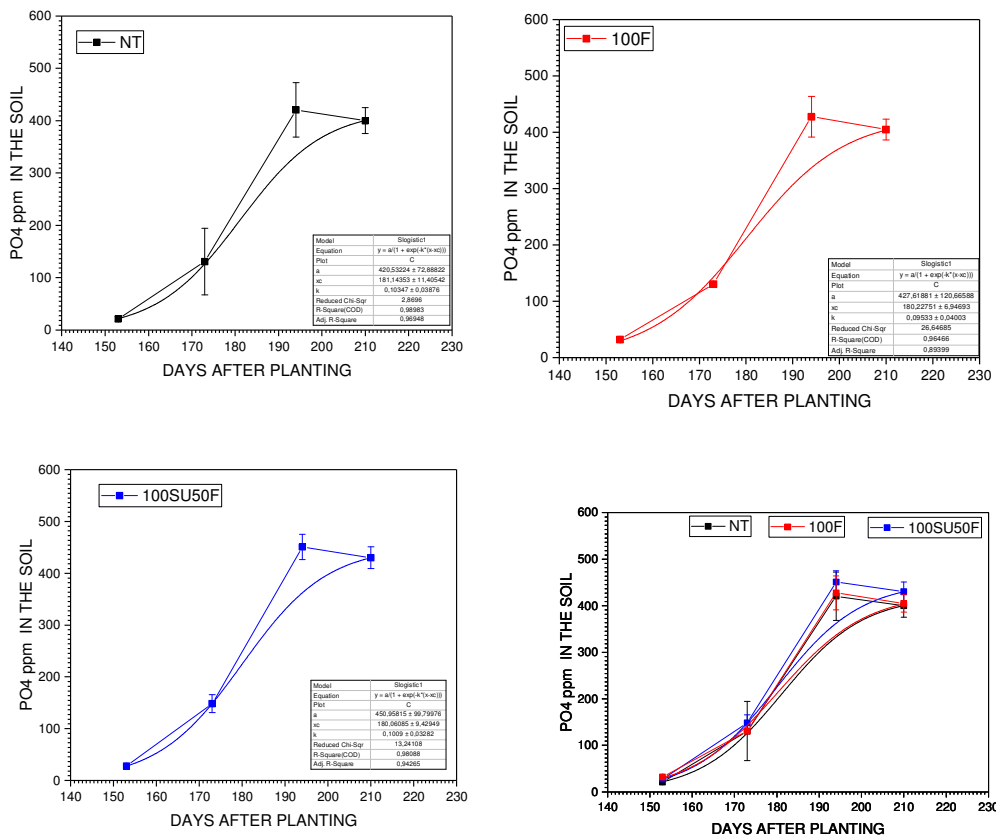 NT
600
500
400
300
200
100
0
PO4 ppm IN THE SOIL
140 150 160 170 180 190 200 210 220 230
DAYS AFTER PLANTING
Model Slogistic1
Equation y = a/(1 + exp(-k*(x-xc)))
Plot C
a 420,53224 ± 72,88822
xc 181,14353 ± 11,40542
k 0,10347 ± 0,03876
Reduced Chi-Sqr 2,8696
R-Square(COD) 0,98983
Adj. R-Square 0,96948
100F
600
500
400
300
200
100
0
PO4 ppm IN THE SOIL
140 150 160 170 180 190 200 210 220 230
DAYS AFTER PLANTING
Model Slogistic1
Equation y = a/(1 + exp(-k*(x-xc)))
Plot C
a 427,61881 ± 120,66588
xc 180,22751 ± 6,94693
k 0,09533 ± 0,04003
Reduced Chi-Sqr 26,64685
R-Square(COD) 0,96466
Adj. R-Square 0,89399
100SU50F
600
500
400
300
200
100
0
PO4 ppm IN THE SOIL
140 150 160 170 180 190 200 210 220 230
DAYS AFTER PLANTING
Model Slogistic1
Equation y = a/(1 + exp(-k*(x-xc)))
Plot C
a 450,95815 ± 99,79976
xc 180,06085 ± 9,42949
k 0,1009 ± 0,03282
Reduced Chi-Sqr 13,24108
R-Square(COD) 0,98088
Adj. R-Square 0,94265
NT 100F 100SU50F
600
500
400
300
200
100
0
PO4 ppm IN THE SOIL
140 150 160 170 180 190 200 210 220 230
DAYS AFTER PLANTING